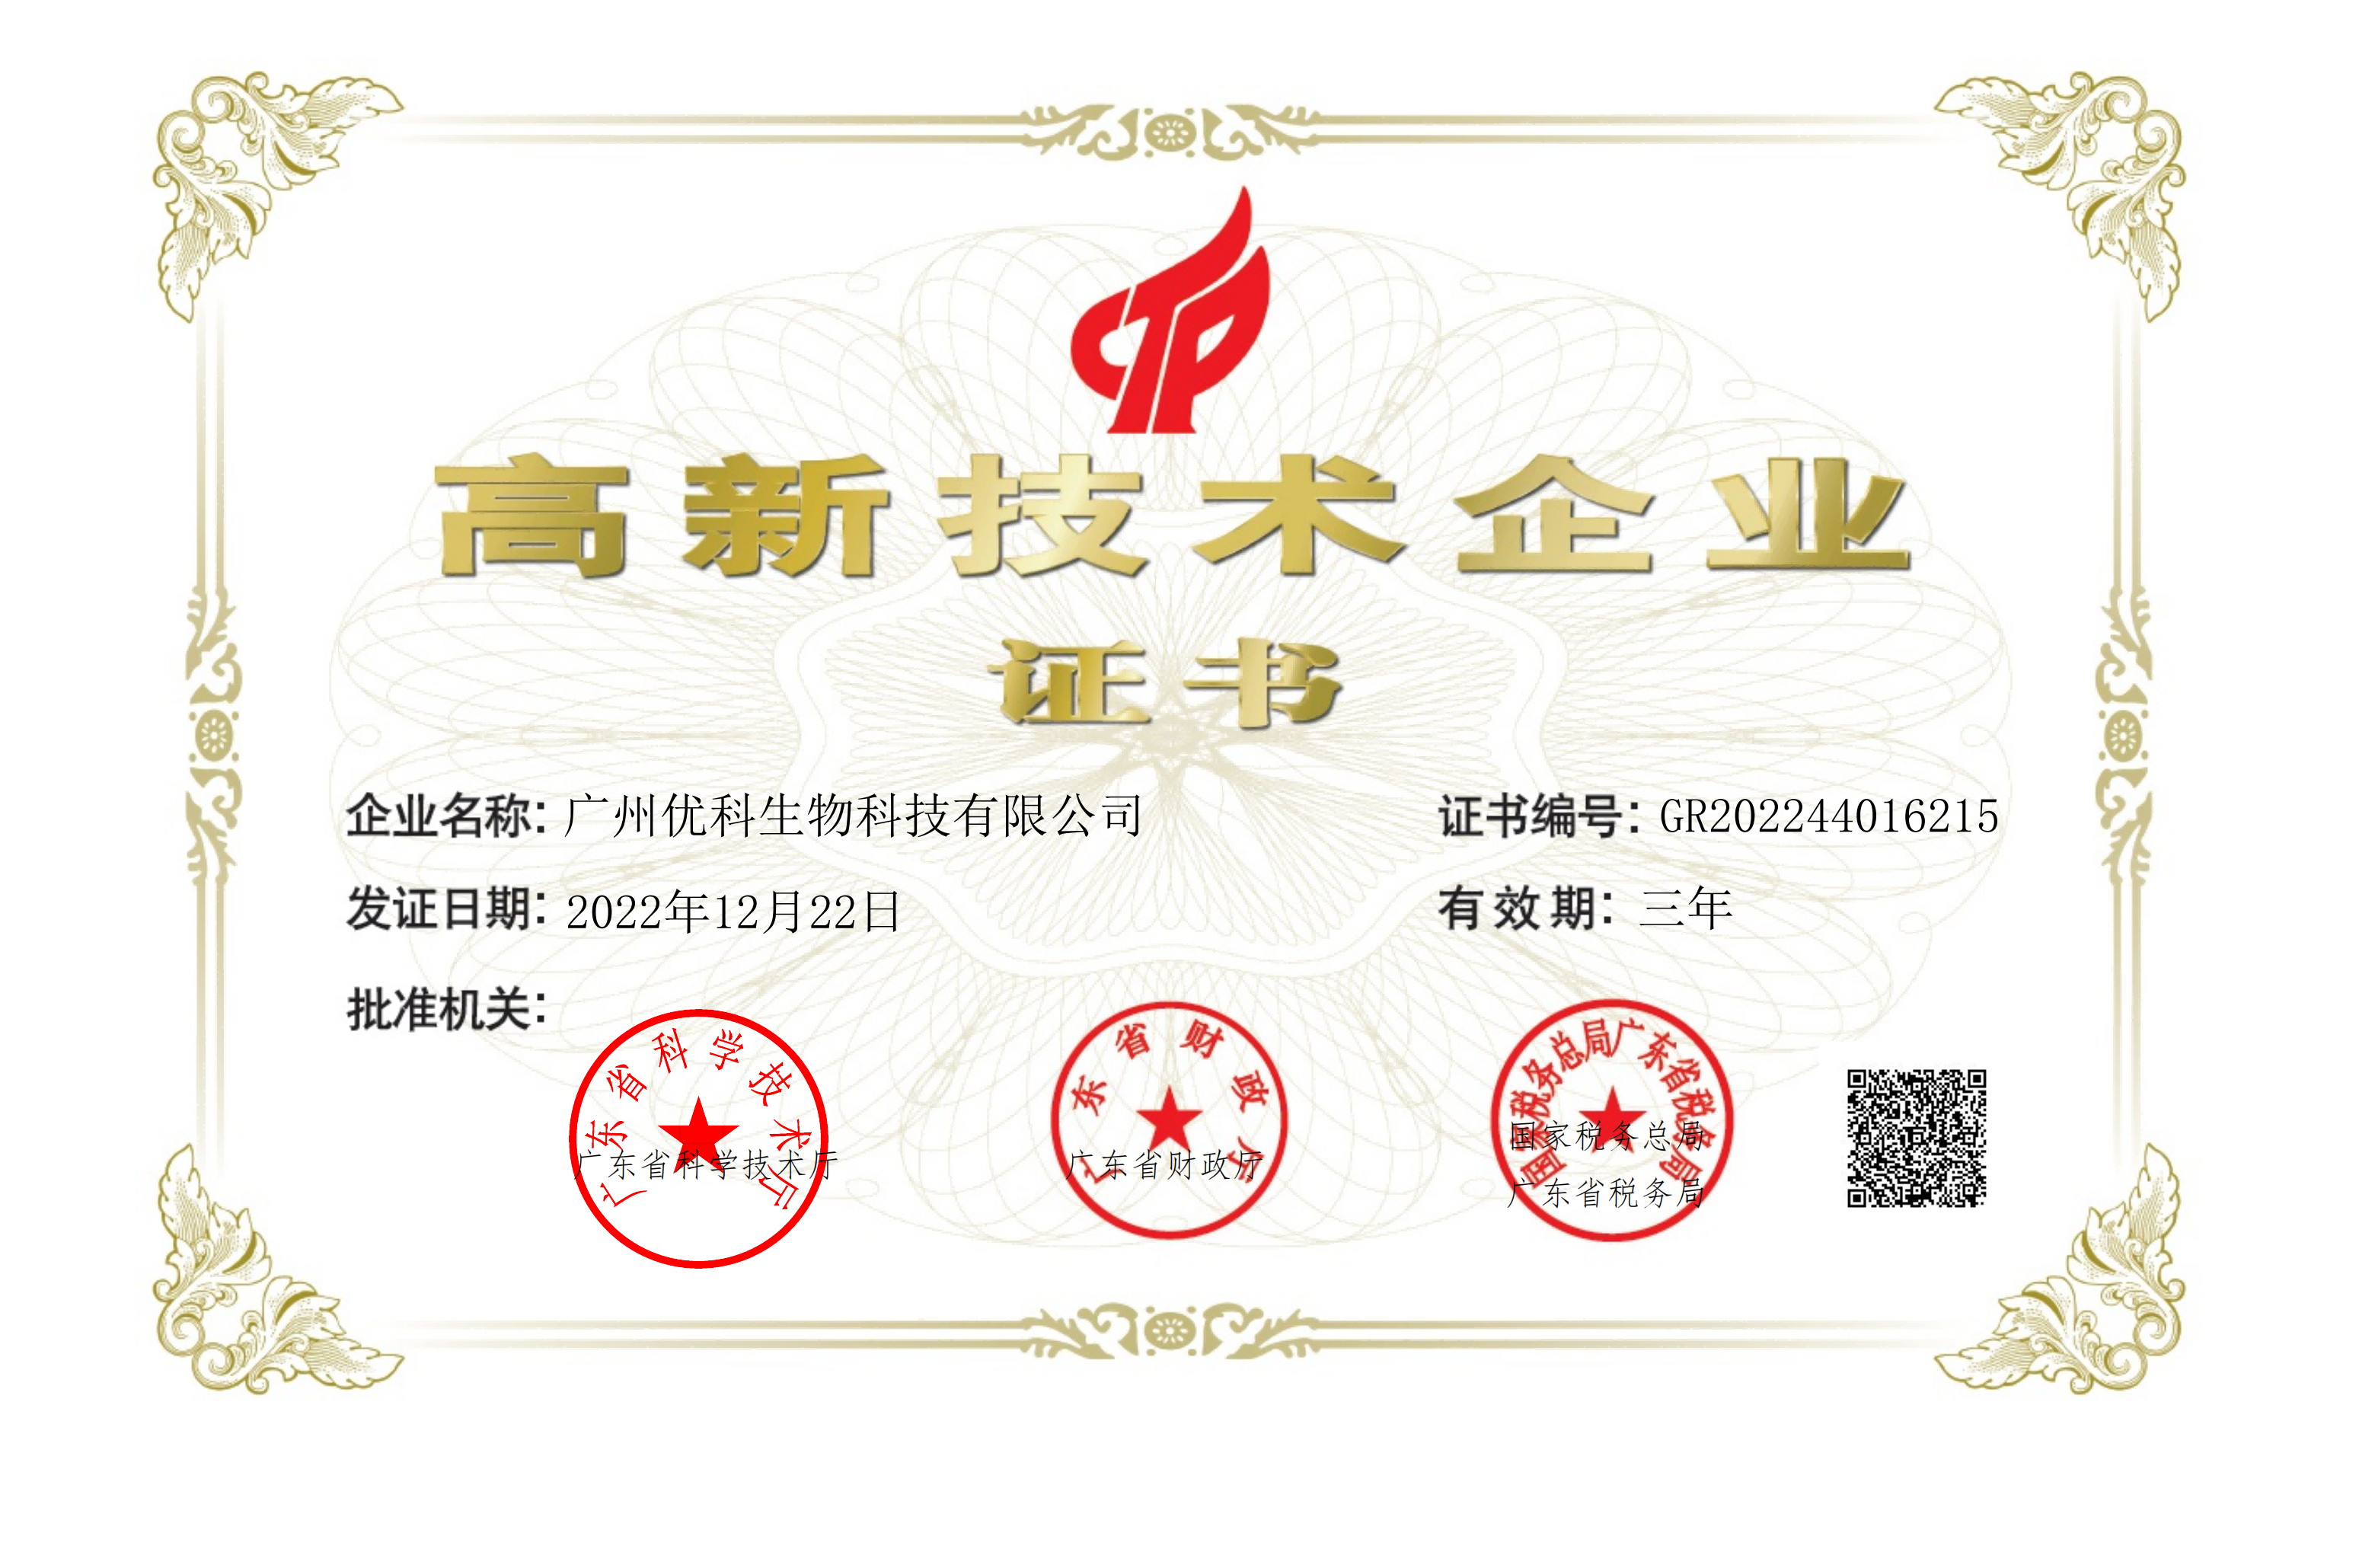 高新技术企业
证书
企业名称：广州优科生物科技有限公司
证书编号：GR202244016215
发证日期：2022年12月22日
有效期：三年
批准机关：
广东省科学技术厅
广东省科学技术厅
广东省财政厅
广东省财政厅
国家税务总局广东省税务局
国家税务总局
广东省税务局